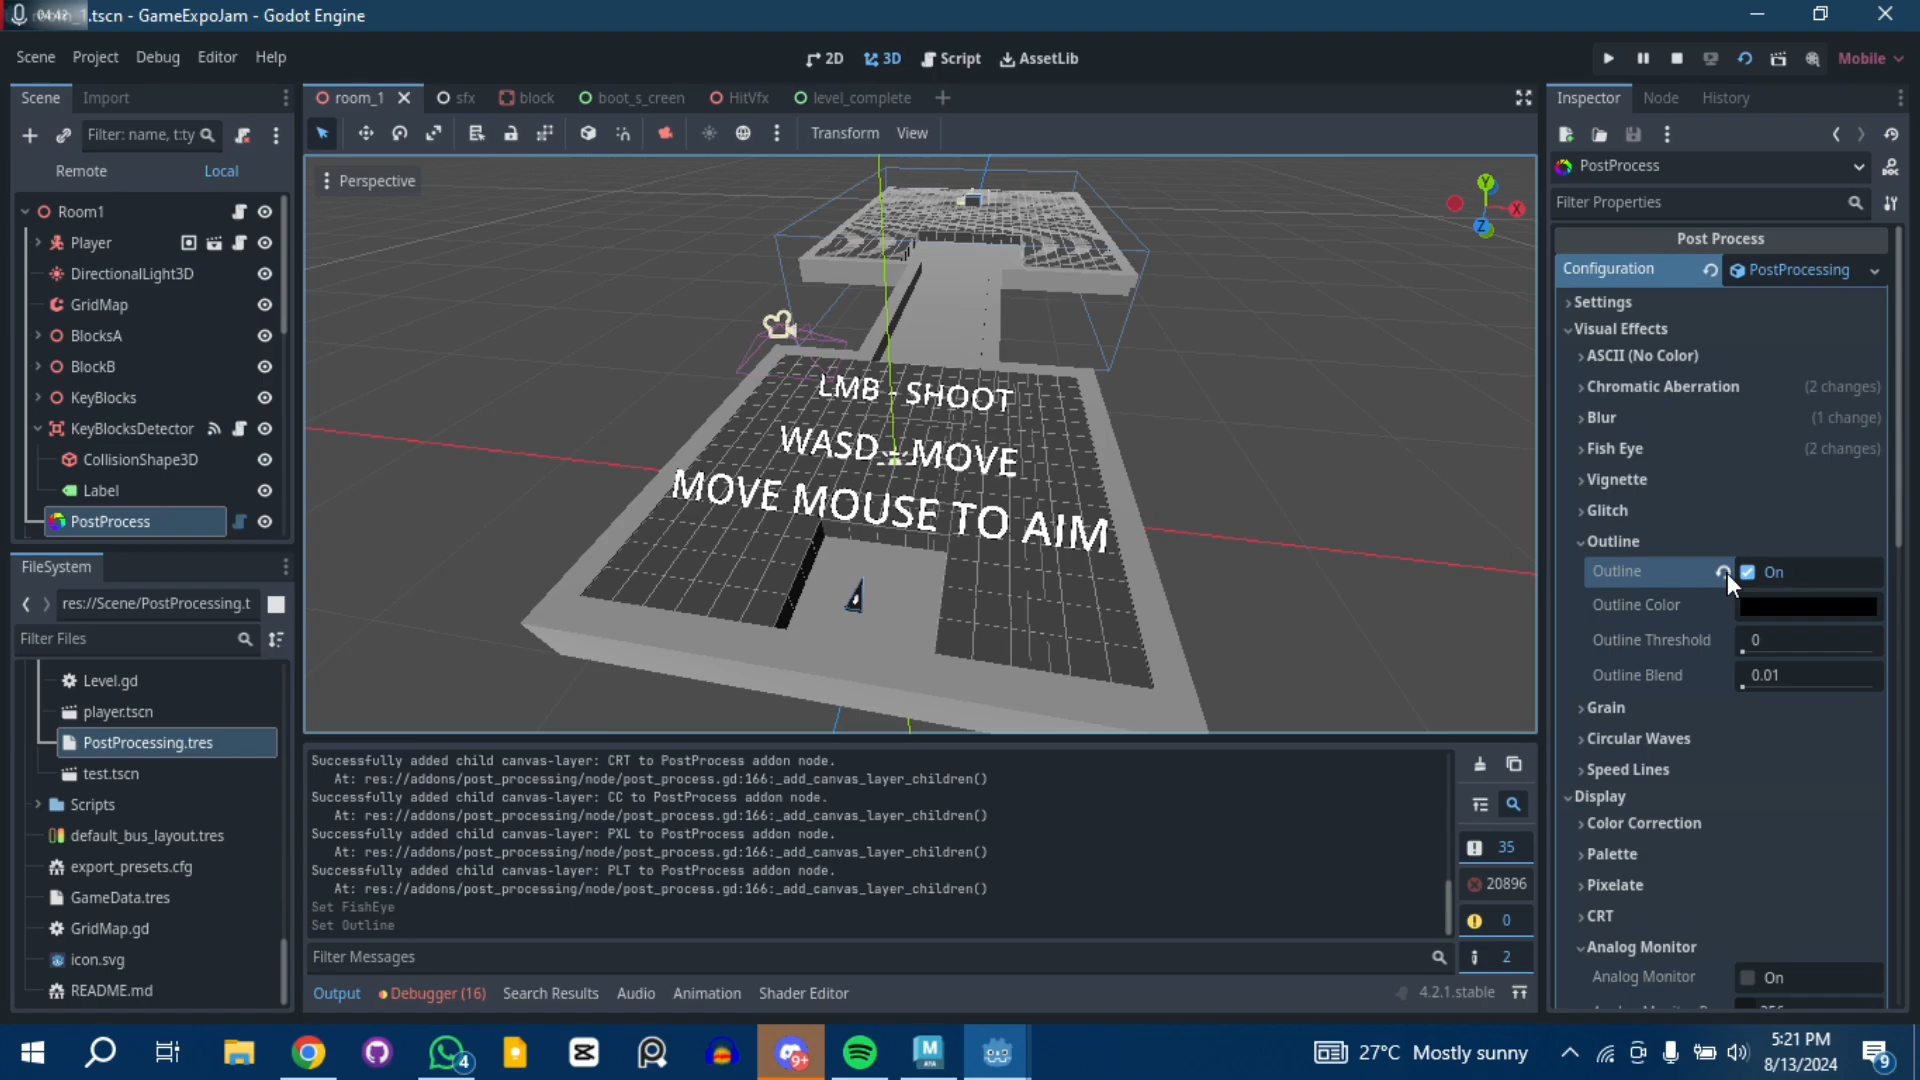 04:42
.tscn - GameExpoJam - Godot Engine
Scene Project Debug Editor Help
2D 3D Script AssetLib
Mobile
Scene Import
room_1 sfx block boot_s_creen HitVfx level_complete
Inspector Node History
Filter: name, t:ty
Transform View
Remote Local
Perspective
Y
X
Z
PostProcess
Filter Properties
Room1
Player
DirectionalLight3D
GridMap
BlocksA
BlockB
KeyBlocks
KeyBlocksDetector
CollisionShape3D
Label
PostProcess
LMB - SHOOT
WASD - MOVE
MOVE MOUSE TO AIM
Post Process
Configuration PostProcessing
Settings
Visual Effects
ASCII (No Color)
Chromatic Aberration (2 changes)
Blur (1 change)
Fish Eye (2 changes)
Vignette
Glitch
Outline
Outline On
Outline Color
Outline Threshold 0
Outline Blend 0.01
Grain
Circular Waves
Speed Lines
Display
Color Correction
Palette
Pixelate
CRT
Analog Monitor
Analog Monitor On
FileSystem
res://Scene/PostProcessing.t
Filter Files
Level.gd
player.tscn
PostProcessing.tres
test.tscn
Scripts
default_bus_layout.tres
export_presets.cfg
GameData.tres
GridMap.gd
icon.svg
README.md
Successfully added child canvas-layer: CRT to PostProcess addon node.
At: res://addons/post_processing/node/post_process.gd:166:_add_canvas_layer_children()
Successfully added child canvas-layer: CC to PostProcess addon node.
At: res://addons/post_processing/node/post_process.gd:166:_add_canvas_layer_children()
Successfully added child canvas-layer: PXL to PostProcess addon node.
At: res://addons/post_processing/node/post_process.gd:166:_add_canvas_layer_children()
Successfully added child canvas-layer: PLT to PostProcess addon node.
At: res://addons/post_processing/node/post_process.gd:166:_add_canvas_layer_children()
Set FishEye
Set Outline
35
20896
0
2
Filter Messages
Output Debugger (16) Search Results Audio Animation Shader Editor
4.2.1.stable
4
9+
M
27°C Mostly sunny
5:21 PM
8/13/2024
9